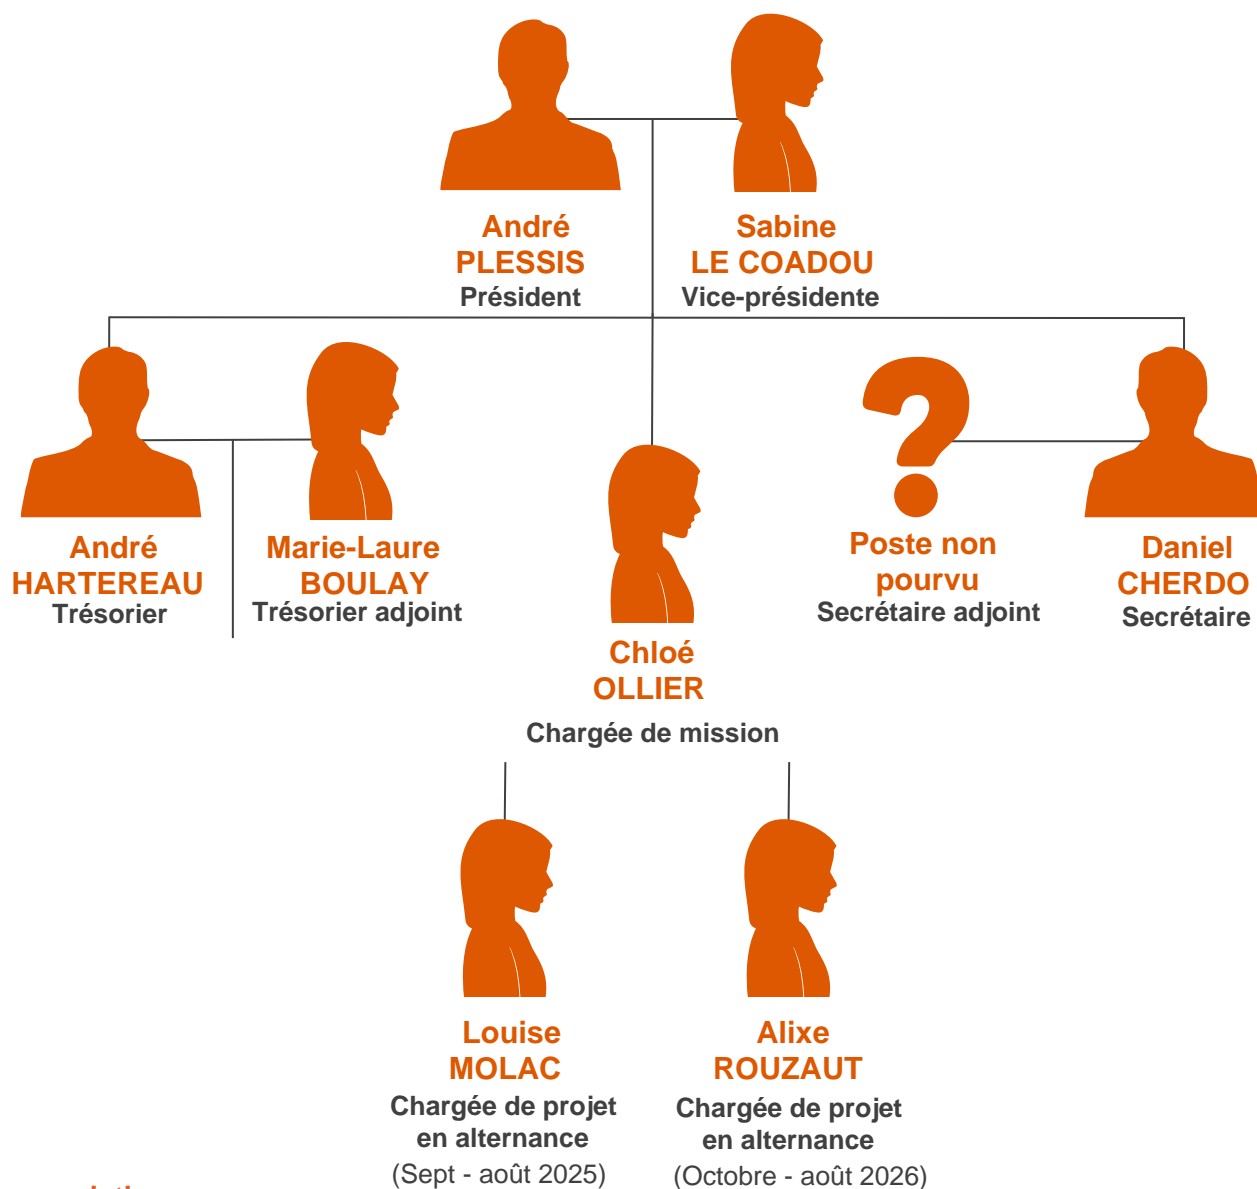 André
PLESSIS
Président
Sabine
LE COADOU
Vice-présidente
André
HARTEREAU
Trésorier
Marie-Laure
BOULAY
Trésorier adjoint
Poste non
pourvu
Secrétaire adjoint
Daniel
CHERDO
Secrétaire
Chloé
OLLIER
Chargée de mission
Louise
MOLAC
Chargée de projet
en alternance
(Sept - août 2025)
Alixe
ROUZAUT
Chargée de projet
en alternance
(Octobre - août 2026)